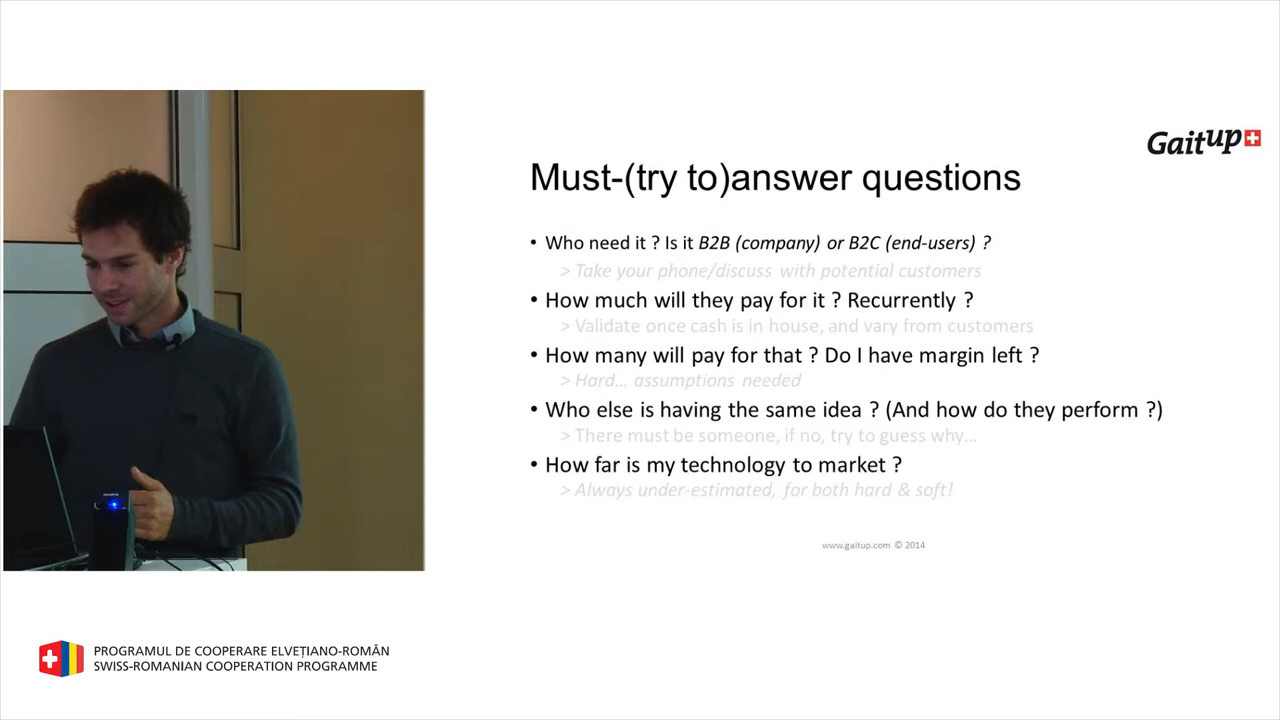 Gaitup
Must-(try to)answer questions
• Who need it ? Is it B2B (company) or B2C (end-users) ?
> Take your phone/discuss with potential customers
• How much will they pay for it ? Recurrently ?
> Validate once cash is in house, and vary from customers
• How many will pay for that ? Do I have margin left ?
> Hard... assumptions needed
• Who else is having the same idea ? (And how do they perform ?)
> There must be someone, if no, try to guess why...
• How far is my technology to market ?
> Always under-estimated, for both hard & soft!
www.gaitup.com © 2014
PROGRAMUL DE COOPERARE ELVEȚIANO-ROMÂN
SWISS-ROMANIAN COOPERATION PROGRAMME